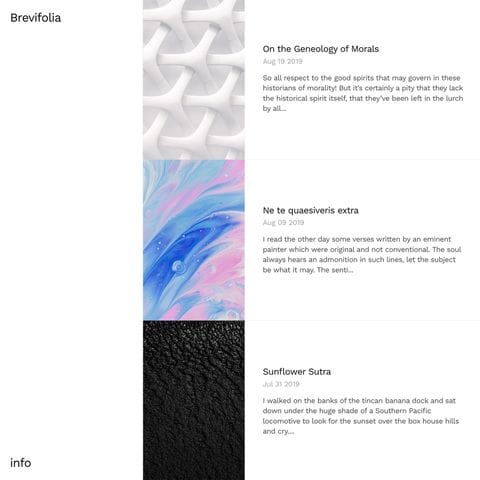 Brevifolia
On the Geneology of Morals
Aug 19 2019
So all respect to the good spirits that may govern in these
historians of morality! But it's certainly a pity that they lack
the historical spirit itself, that they've been left in the lurch
by all...
Ne te quaesiveris extra
Aug 09 2019
I read the other day some verses written by an eminent
painter which were original and not conventional. The soul
always hears an admonition in such lines, let the subject
be what it may. The senti...
Sunflower Sutra
Jul 31 2019
I walked on the banks of the tincan banana dock and sat
down under the huge shade of a Southern Pacific
locomotive to look for the sunset over the box house hills
and cry....
info